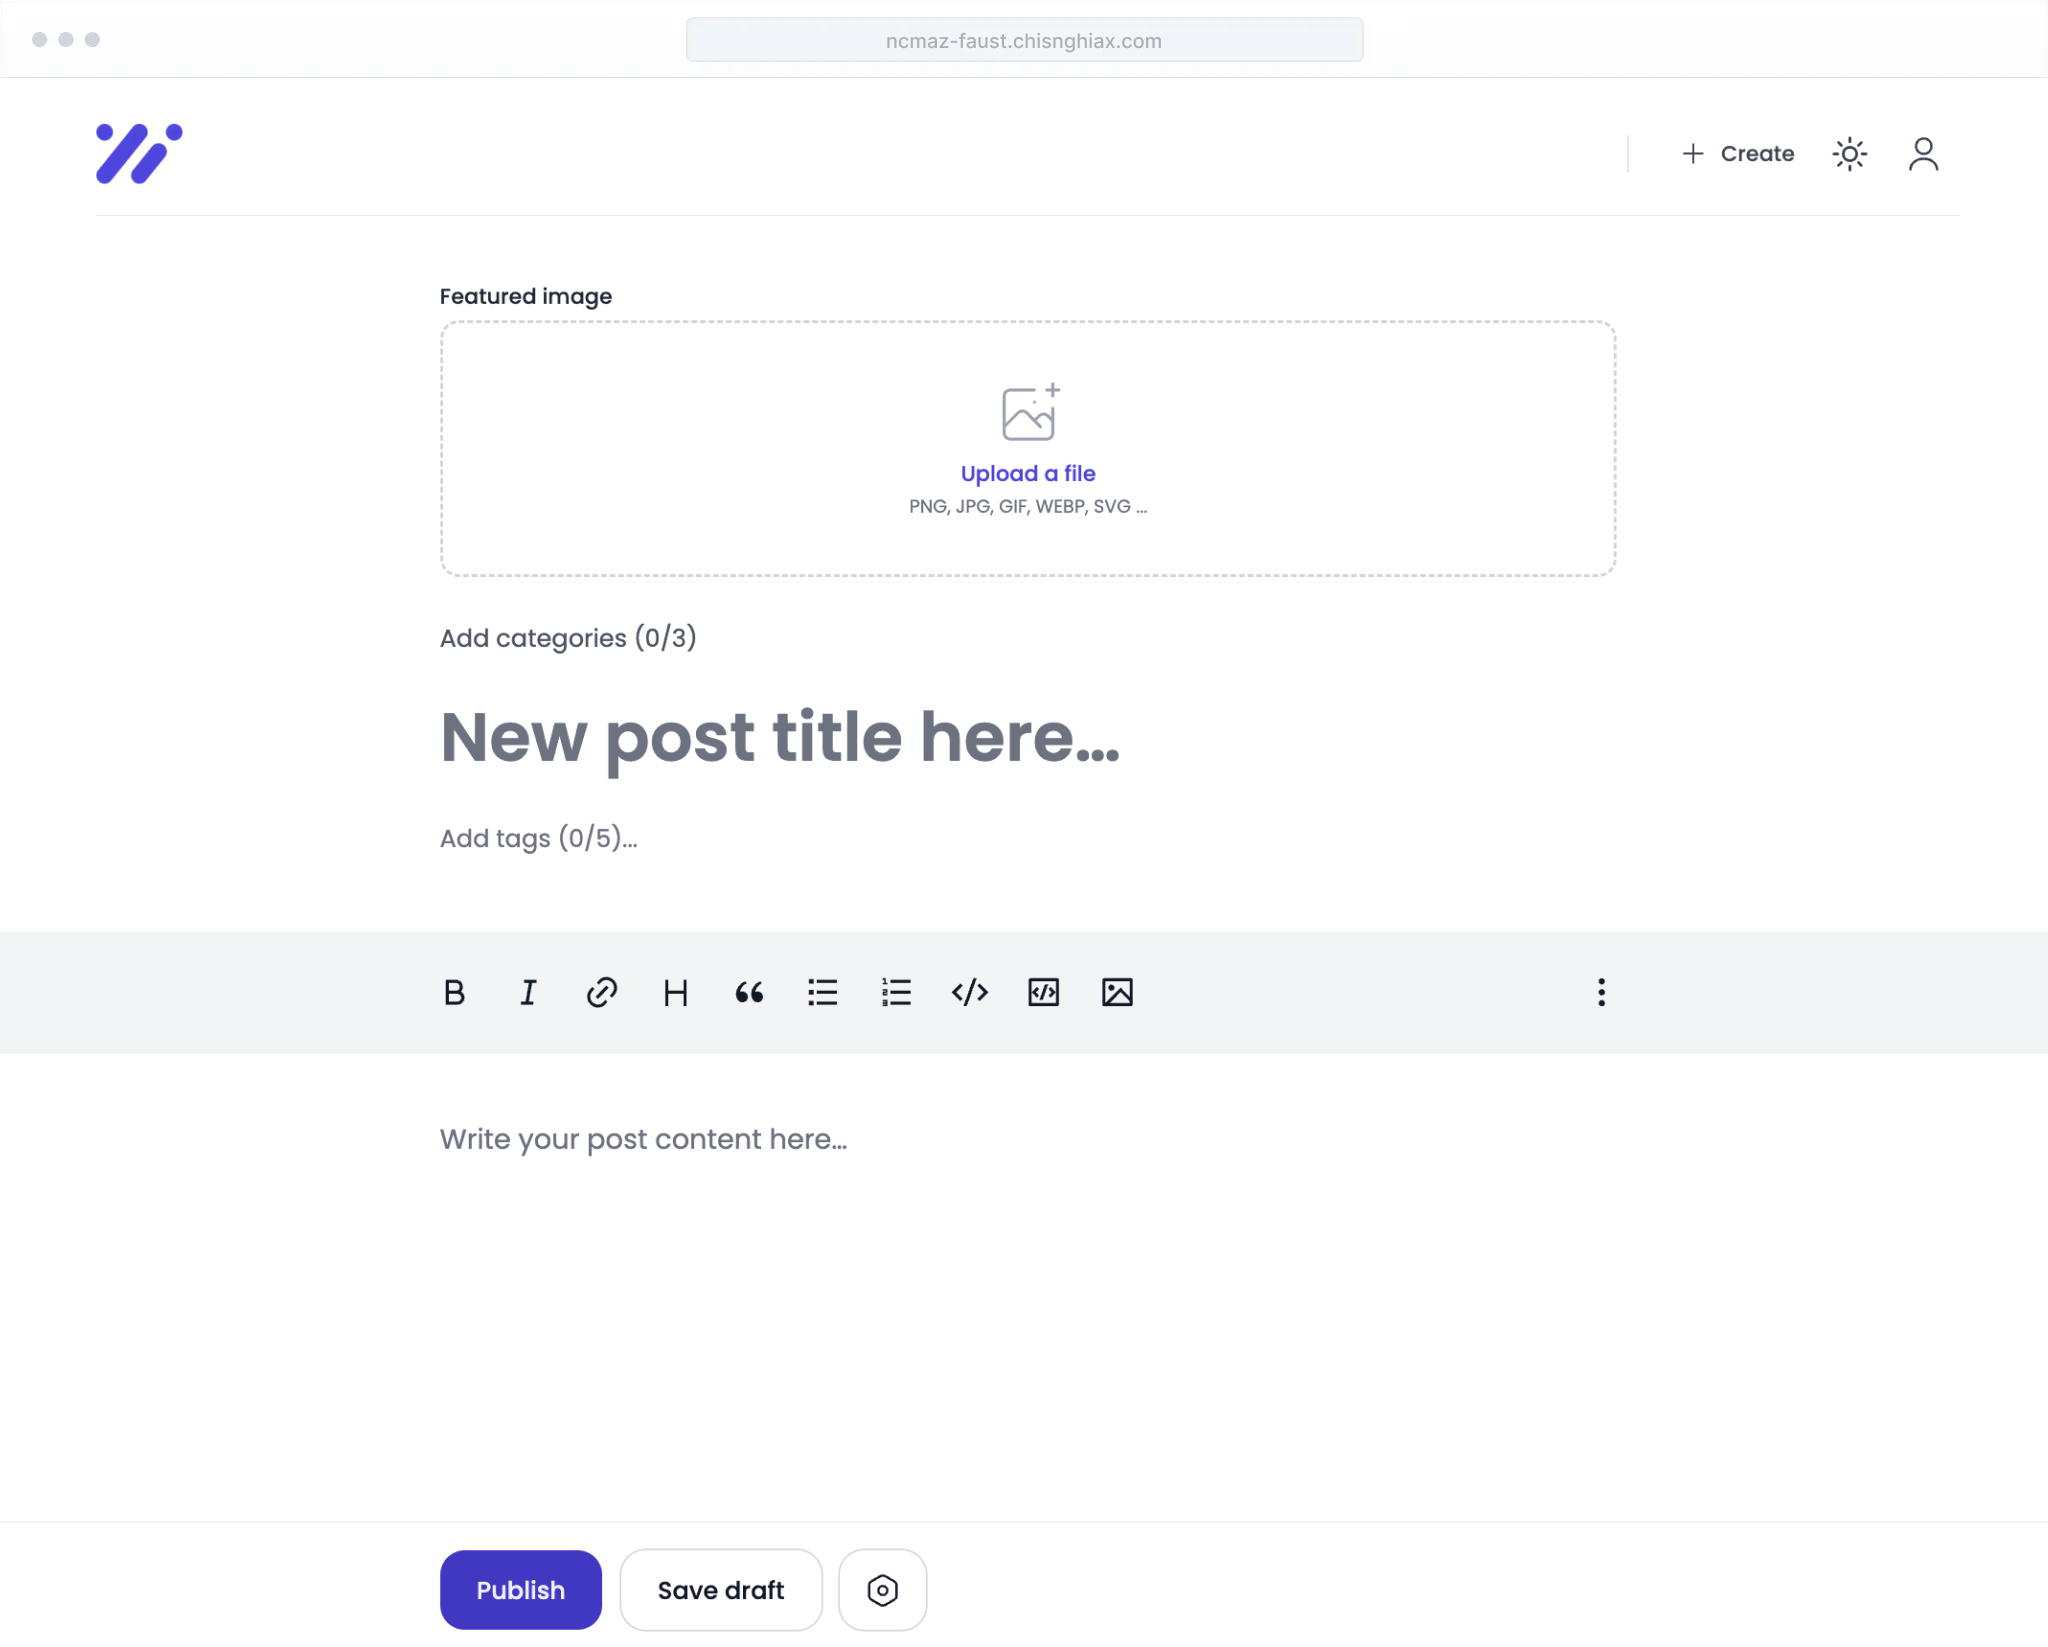 ncmaz-faust.chisnghiax.com
Create
Featured image
Upload a file
PNG, JPG, GIF, WEBP, SVG ...
Add categories (0/3)
New post title here...
Add tags (0/5)...
Write your post content here...
Publish
Save draft